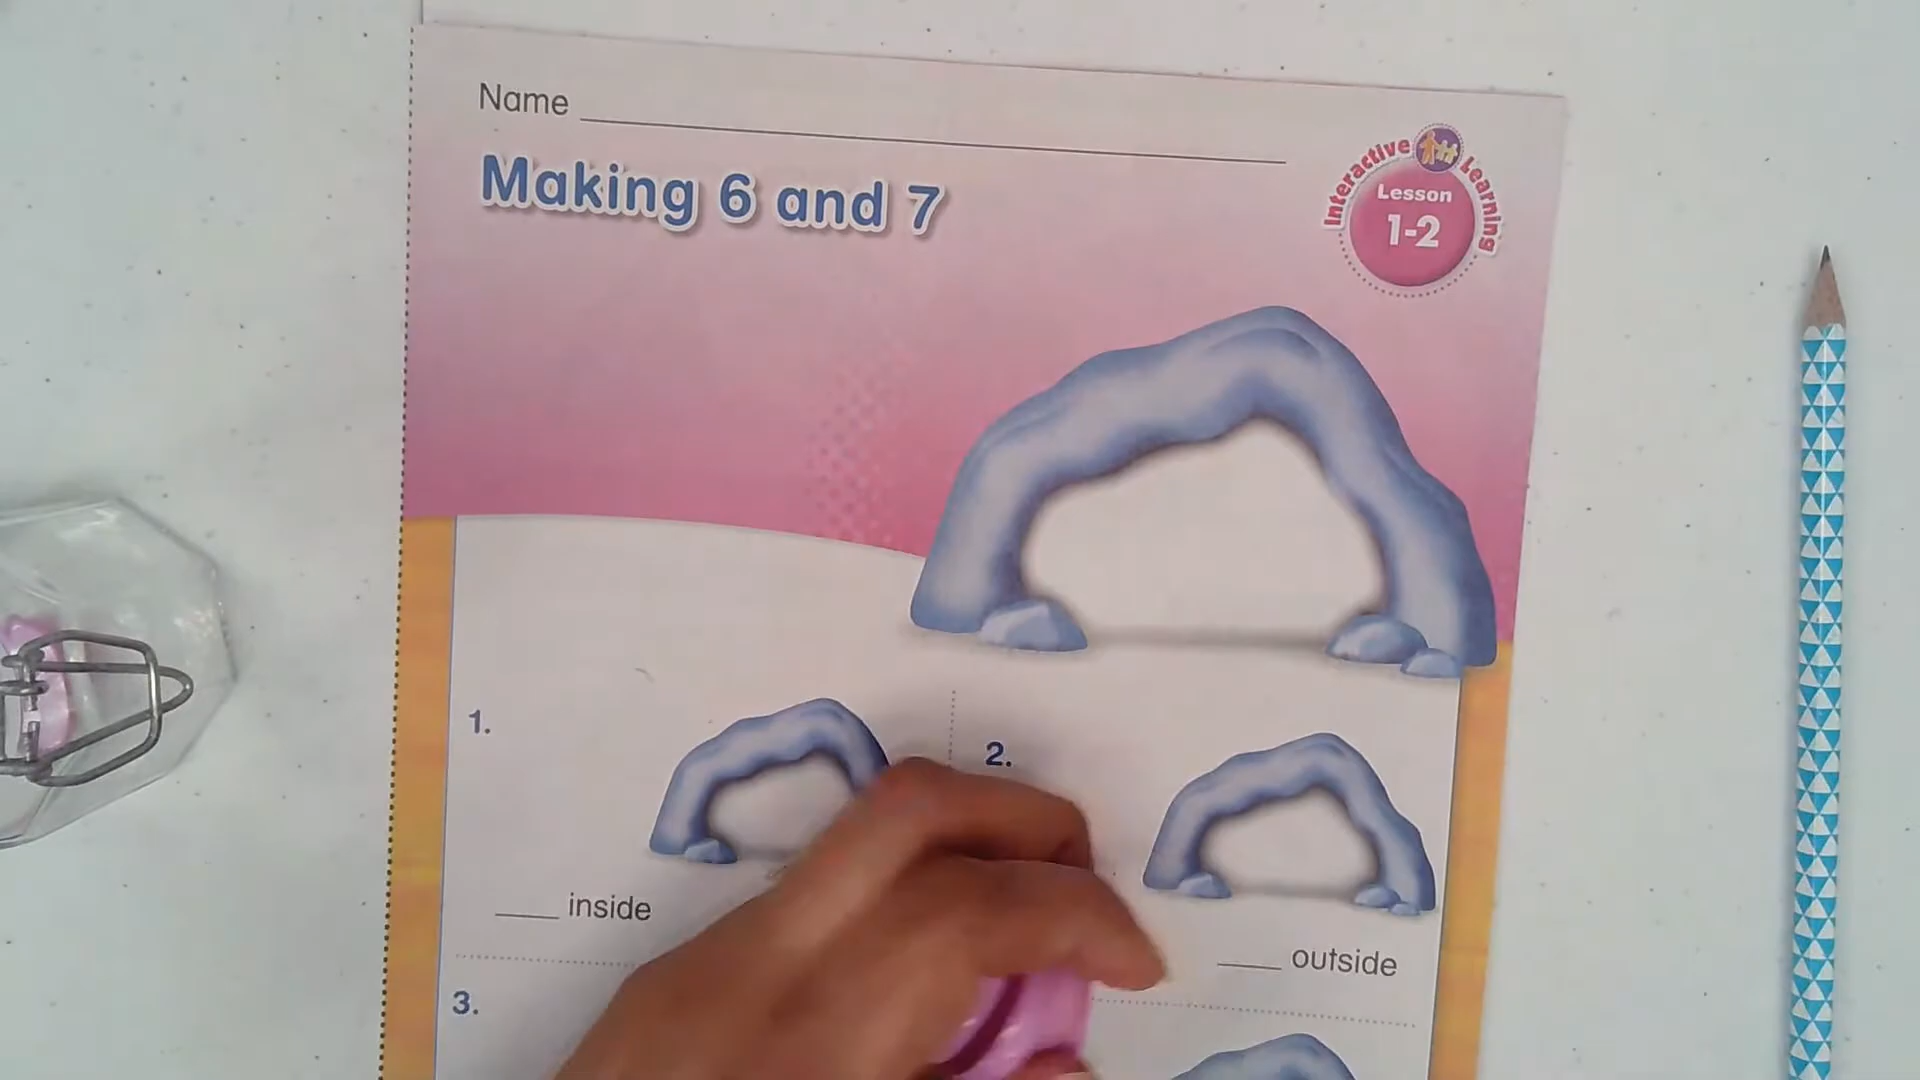 Name
Making 6 and 7
Interactive Learning
Lesson
1-2
1.
2.
inside
outside
3.